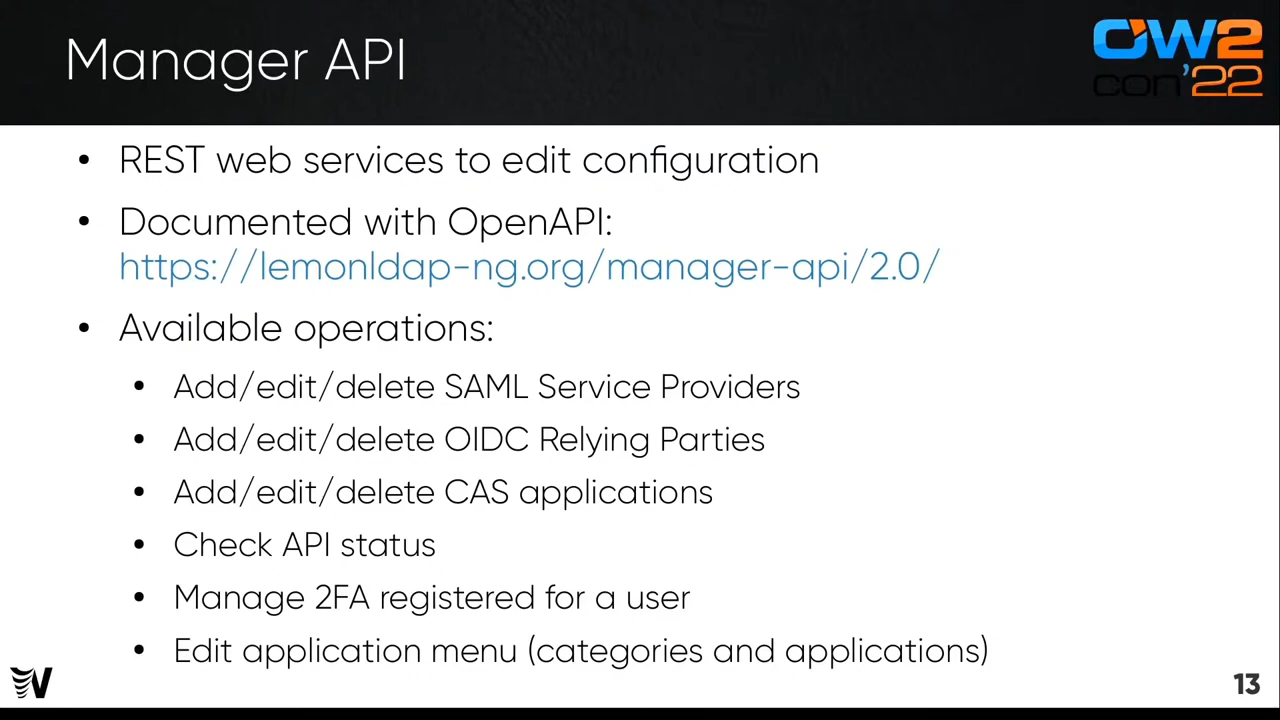 Manager API
OW2
con'22
• REST web services to edit configuration
• Documented with OpenAPI:
https://lemonldap-ng.org/manager-api/2.0/
• Available operations:
• Add/edit/delete SAML Service Providers
• Add/edit/delete OIDC Relying Parties
• Add/edit/delete CAS applications
• Check API status
• Manage 2FA registered for a user
• Edit application menu (categories and applications)
13